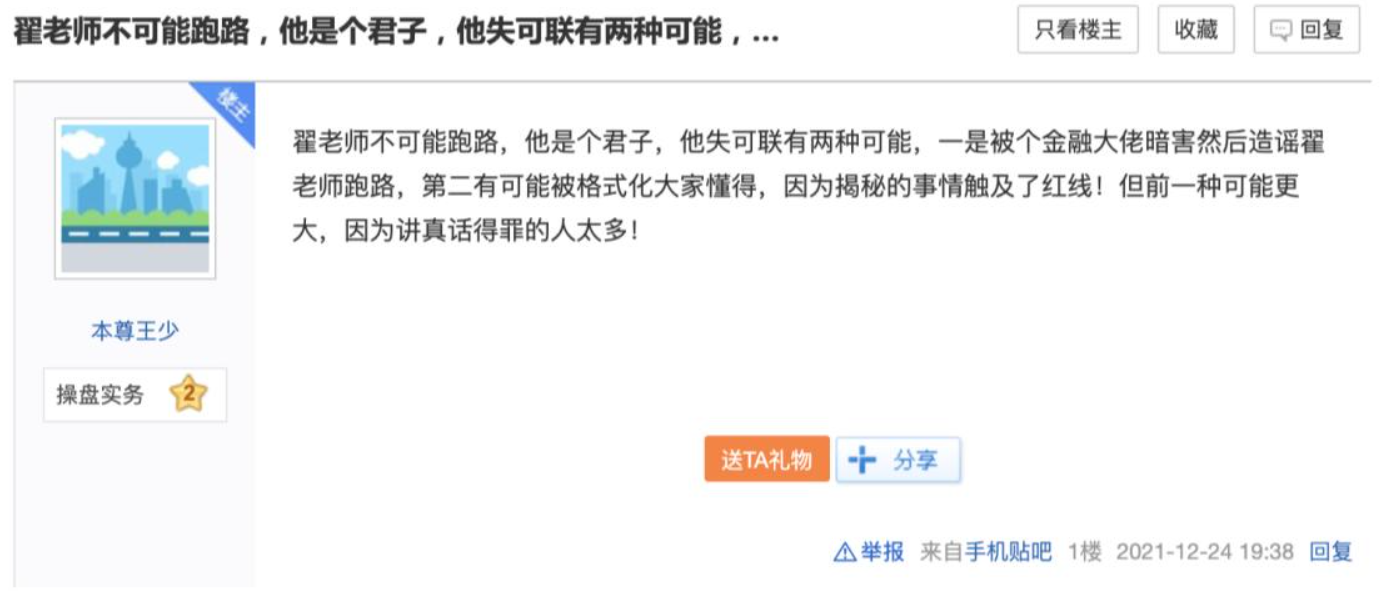 翟老师不可能跑路，他是个君子，他失可联有两种可能，...
只看楼主
收藏
回复
楼主
翟老师不可能跑路，他是个君子，他失可联有两种可能，一是被个金融大佬暗害然后造谣翟
老师跑路，第二有可能被格式化大家懂得，因为揭秘的事情触及了红线！但前一种可能更
大，因为讲真话得罪的人太多！
本尊王少
操盘实务 2
送TA礼物
分享
举报 来自手机贴吧 1楼 2021-12-24 19:38 回复